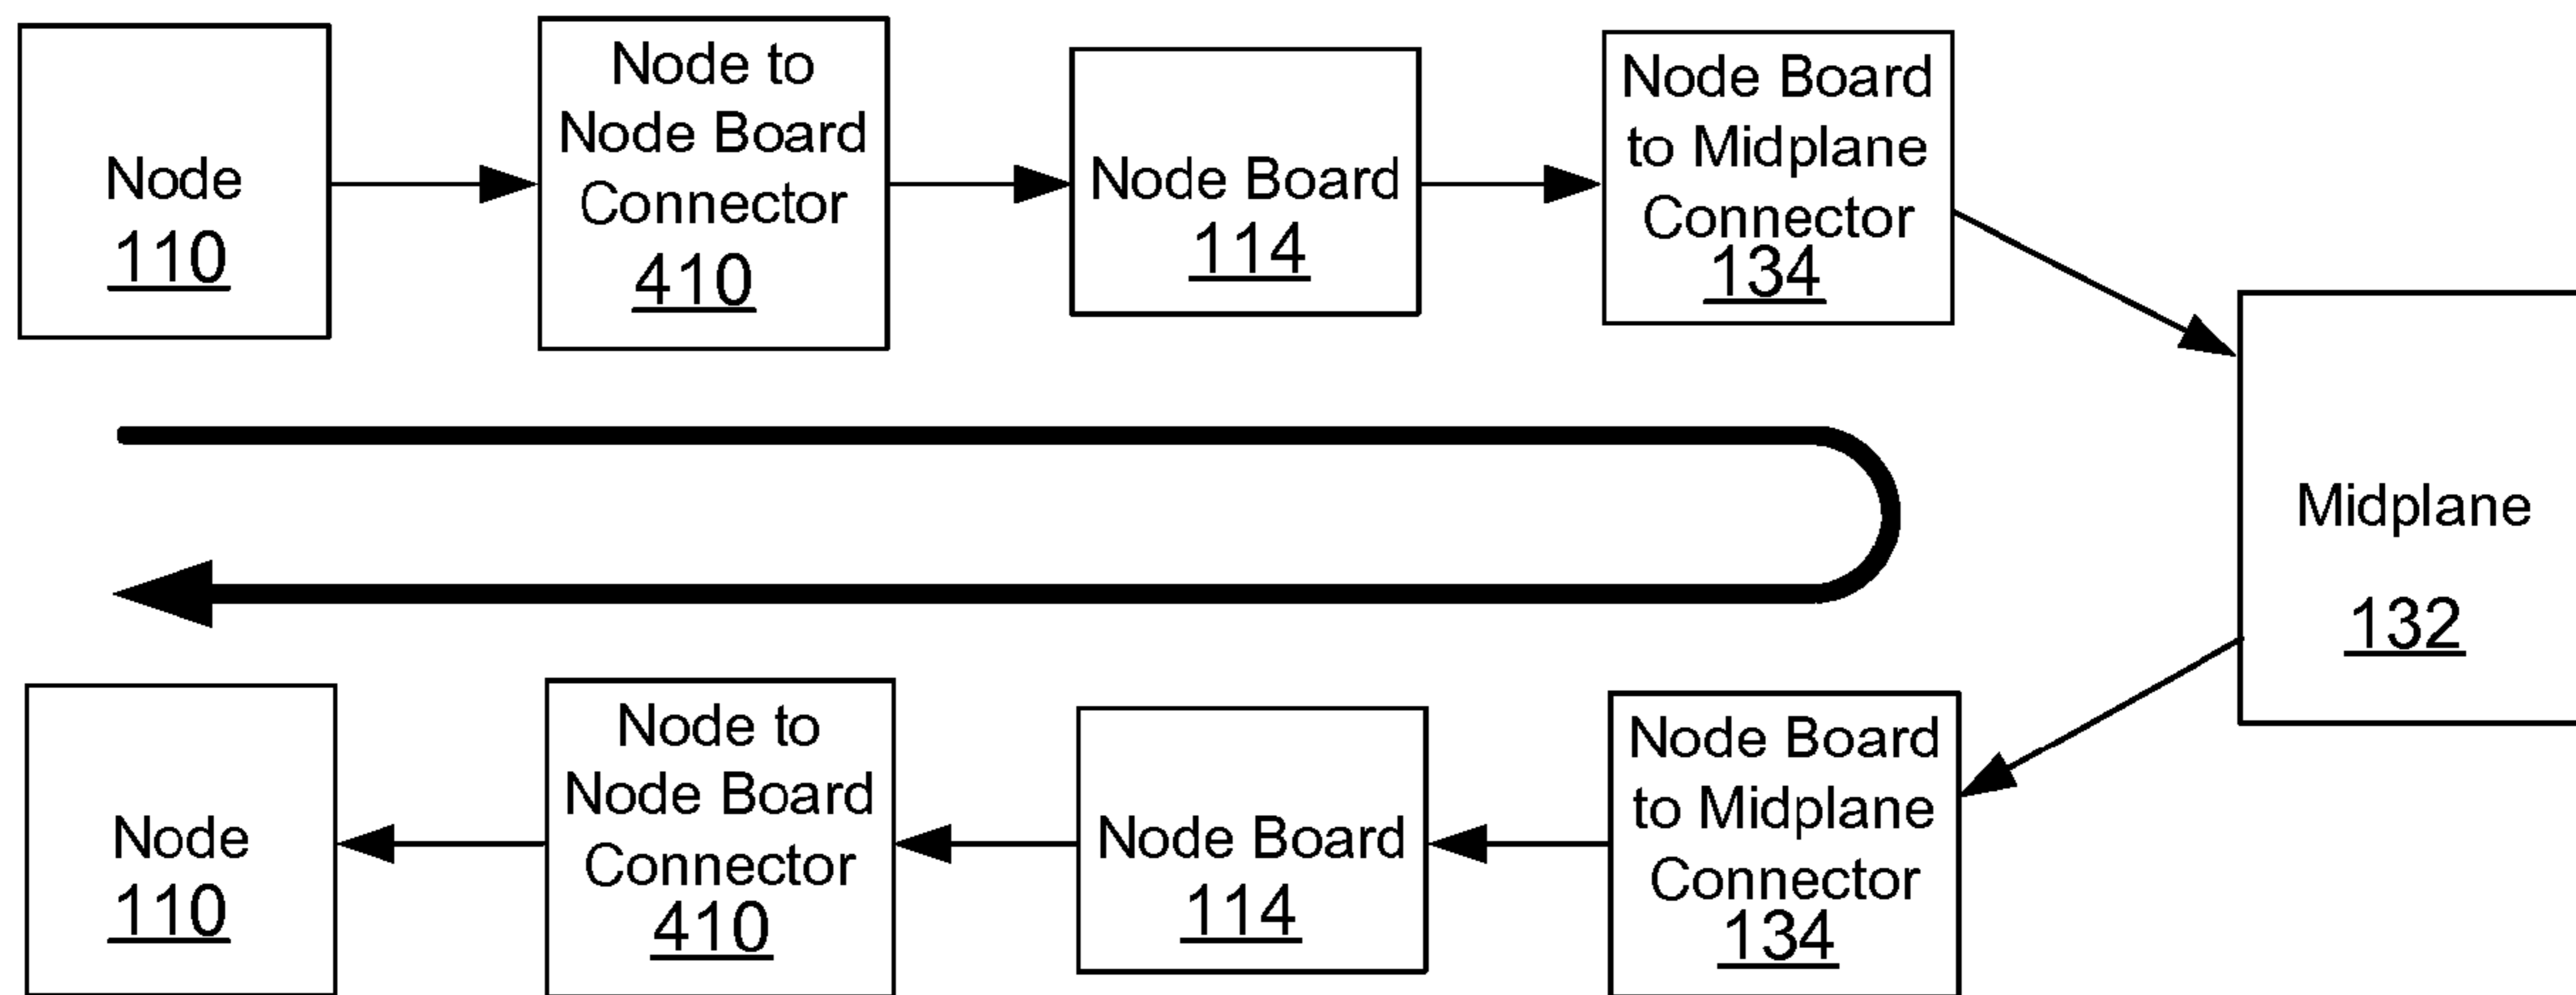 Node
110
Node to
Node Board
Connector
410
Node Board
114
Node Board
to Midplane
Connector
134
Midplane
132
Node
110
Node to
Node Board
Connector
410
Node Board
114
Node Board
to Midplane
Connector
134